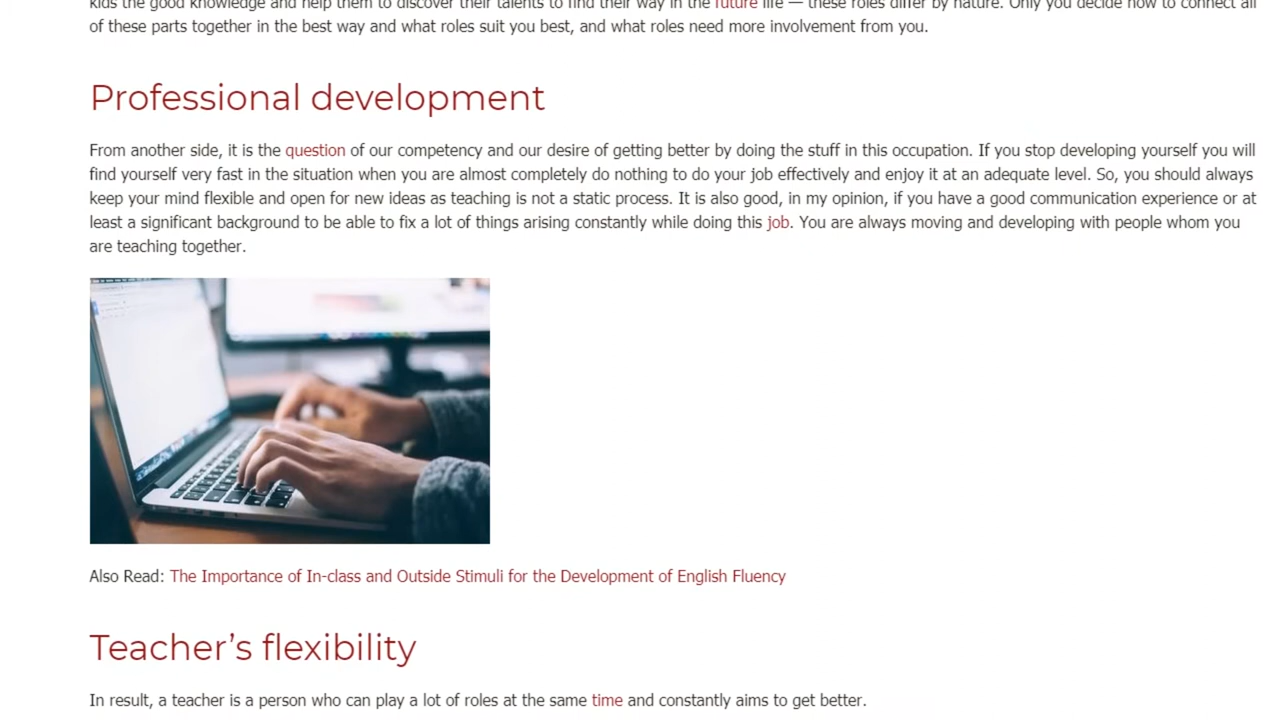 kids the good knowledge and help them to discover their talents to find their way in the future life — these roles differ by nature. Only you decide how to connect all
of these parts together in the best way and what roles suit you best, and what roles need more involvement from you.
Professional development
From another side, it is the question of our competency and our desire of getting better by doing the stuff in this occupation. If you stop developing yourself you will
find yourself very fast in the situation when you are almost completely do nothing to do your job effectively and enjoy it at an adequate level. So, you should always
keep your mind flexible and open for new ideas as teaching is not a static process. It is also good, in my opinion, if you have a good communication experience or at
least a significant background to be able to fix a lot of things arising constantly while doing this job. You are always moving and developing with people whom you
are teaching together.
Also Read: The Importance of In-class and Outside Stimuli for the Development of English Fluency
Teacher’s flexibility
In result, a teacher is a person who can play a lot of roles at the same time and constantly aims to get better.